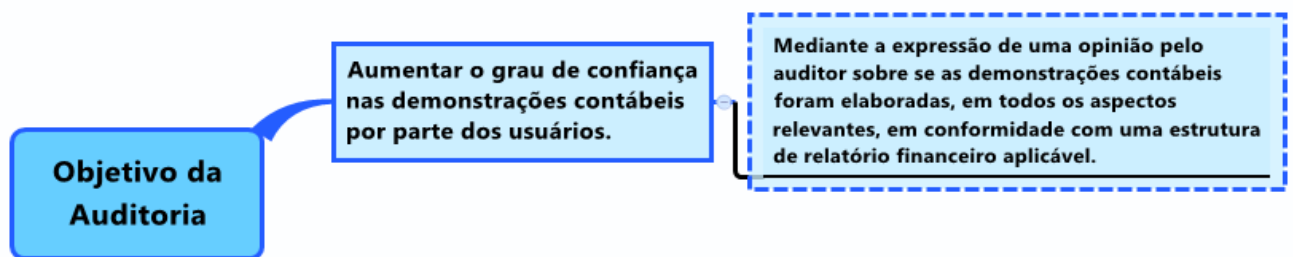 Objetivo da
Auditoria
Aumentar o grau de confiança
nas demonstrações contábeis
por parte dos usuários.
Mediante a expressão de uma opinião pelo
auditor sobre se as demonstrações contábeis
foram elaboradas, em todos os aspectos
relevantes, em conformidade com uma estrutura
de relatório financeiro aplicável.